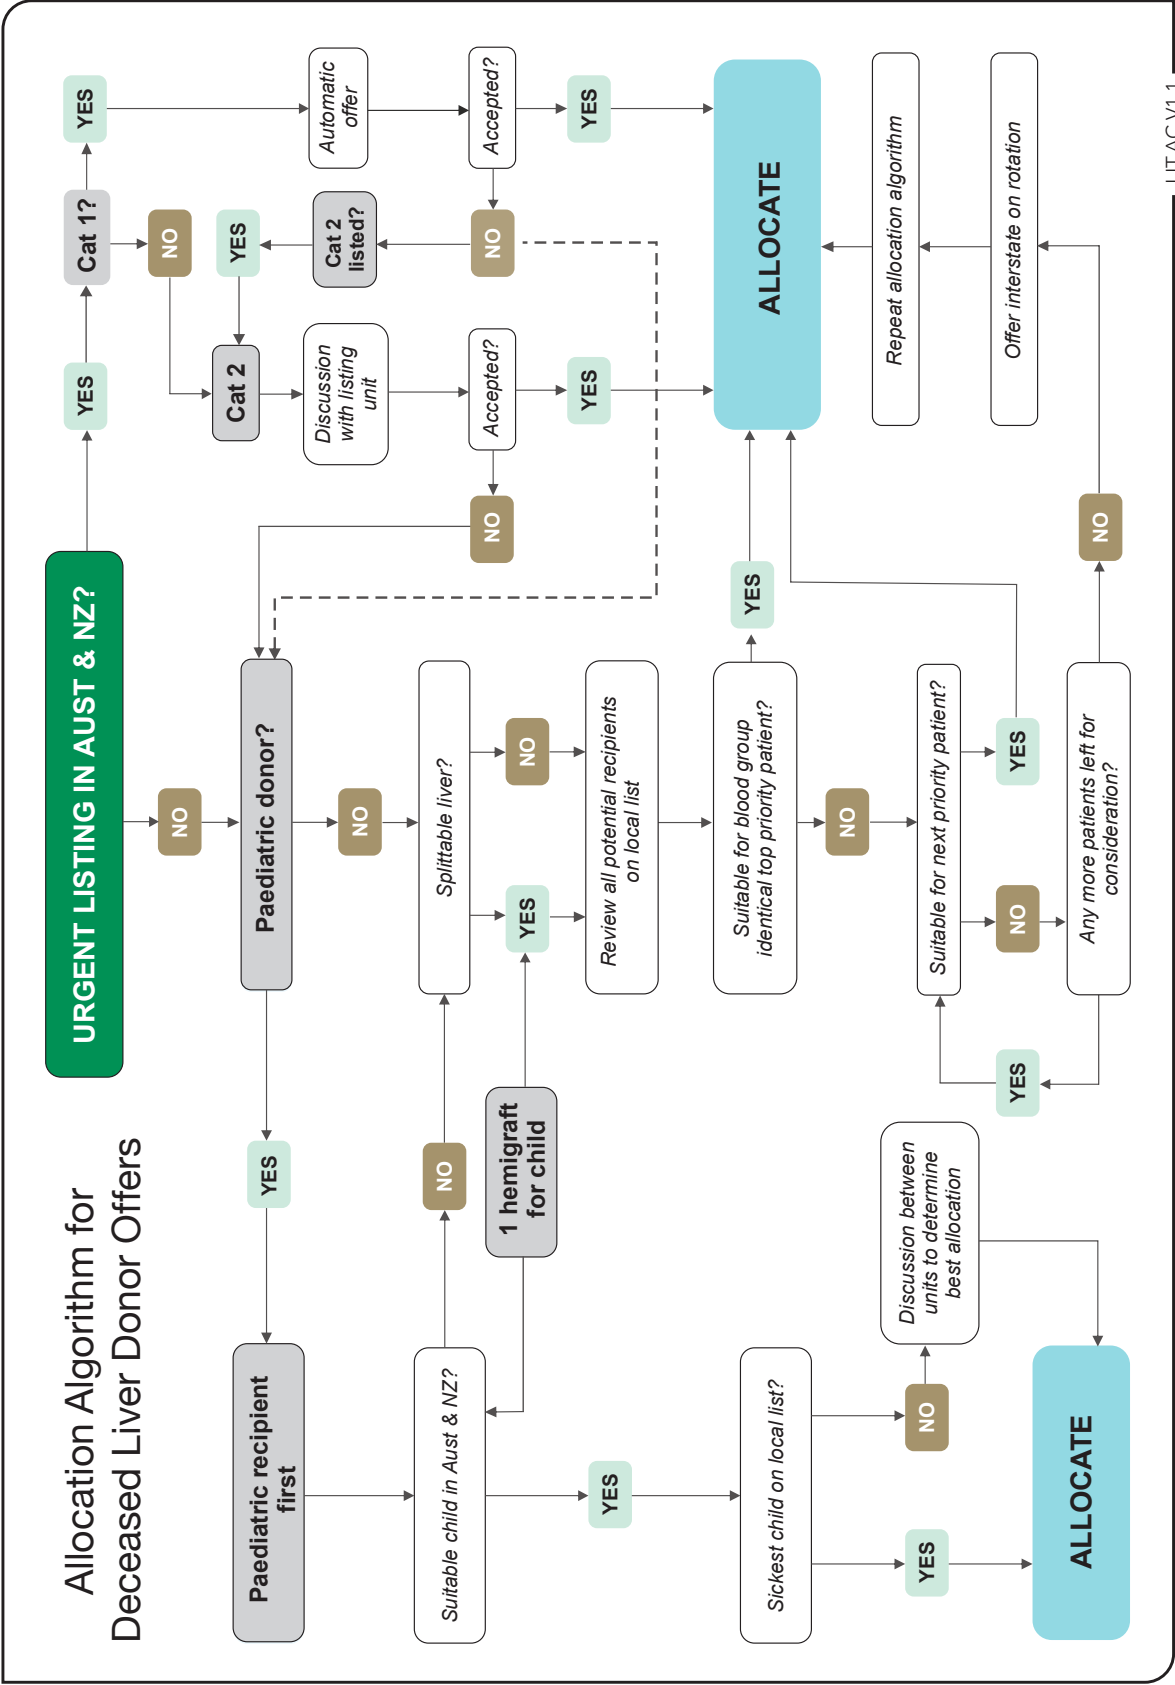 Allocation Algorithm for
Deceased Liver Donor Offers
URGENT LISTING IN AUST & NZ?
YES
Cat 1?
YES
NO
NO
YES
Cat 2
Cat 2
listed?
Automatic
offer
Discussion
with listing
unit
Paediatric recipient
first
YES
Paediatric donor?
NO
Accepted?
NO
Accepted?
NO
Suitable child in Aust & NZ?
NO
Splittable liver?
1 hemigraft
for child
YES
NO
YES
YES
YES
Review all potential recipients
on local list
Sickest child on local list?
Suitable for blood group
identical top priority patient?
YES
ALLOCATE
NO
YES
NO
Discussion between
units to determine
best allocation
Suitable for next priority patient?
Repeat allocation algorithm
YES
NO
YES
Offer interstate on rotation
ALLOCATE
Any more patients left for
consideration?
NO